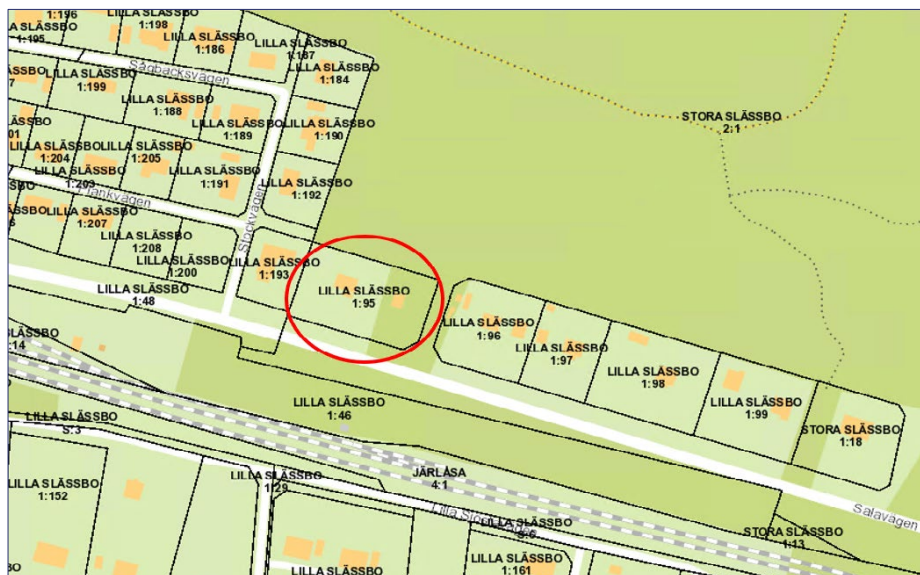 1:196
LILLA SLÄSSBO
1:198
LILLA SLÄSSBO
1:186
LILLA SLÄSSBO
1:187
A SLÄSSBO
1:195
Sågbacksvägen
LILLA SLÄSSBO
1:184
LILLA SLÄSSBO
1:199
LILLA SLÄSSBO
1:188
STORA SLÄSSBO
2:1
LILLA SLÄSSBO
1:189
LILLA SLÄSSBO
1:190
LILLA SLÄSSBO
1:204
LILLA SLÄSSBO
1:205
LILLA SLÄSSBO
1:191
LILLA SLÄSSBO
1:203
LILLA SLÄSSBO
1:192
Plankvägen
Stockvägen
LILLA SLÄSSBO
1:207
LILLA SLÄSSBO
1:208
LILLA SLÄSSBO
1:200
LILLA SLÄSSBO
1:193
LILLA SLÄSSBO
1:48
LILLA SLÄSSBO
1:95
LILLA SLÄSSBO
1:96
LILLA SLÄSSBO
1:97
LILLA SLÄSSBO
1:98
LILLA SLÄSSBO
1:99
STORA SLÄSSBO
1:18
SLÄSSBO
:14
LILLA SLÄSSBO
1:46
LILLA SLÄSSBO
S:3
JÄRLÅSA
4:1
LILLA SLÄSSBO
1:152
LILLA SLÄSSBO
1:29
Salavägen
LILLA SLÄSSBO
S:6
STORA SLÄSSBO
1:13
LILLA SLÄSSBO
LILLA SLÄSSBO
1:161
BO